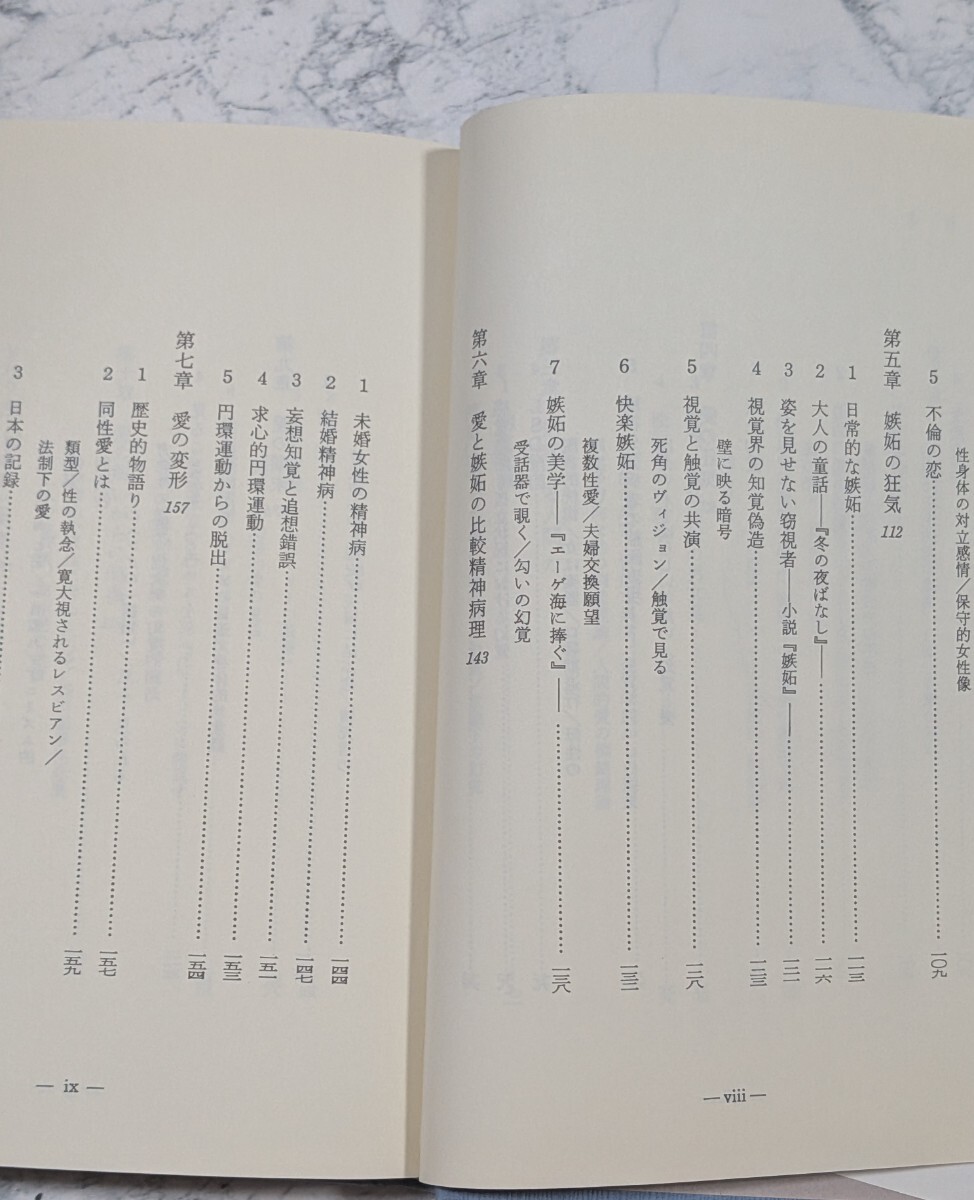 性身体の対立感情／保守的女性像
5 不倫の恋……一〇九
第五章 嫉妬の狂気 112
1 日常的な嫉妬……一一三
2 大人の童話——『冬の夜ばなし』——……一一六
3 姿を見せない窃視者——小説『嫉妬』——……一二一
4 視覚界の知覚偽造……一二三
壁に映る暗号
5 視覚と触覚の共演……一二八
死角のヴィジョン／触覚で見る
6 快楽嫉妬……一三二
複数性愛／夫婦交換願望
7 嫉妬の美学——『エーゲ海に捧ぐ』——……一三八
受話器で覗く／匂いの幻覚
第六章 愛と嫉妬の比較精神病理 143
— viii —
1 未婚女性の精神病……一四四
2 結婚精神病……一四七
3 妄想知覚と追想錯誤……一五一
4 求心的円環運動……一五三
5 円環運動からの脱出……一五四
第七章 愛の変形 157
1 歴史的物語り……一五七
2 同性愛とは……一五九
類型／性の執念／寛大視されるレスビアン／
法制下の愛
3 日本の記録……
— ix —